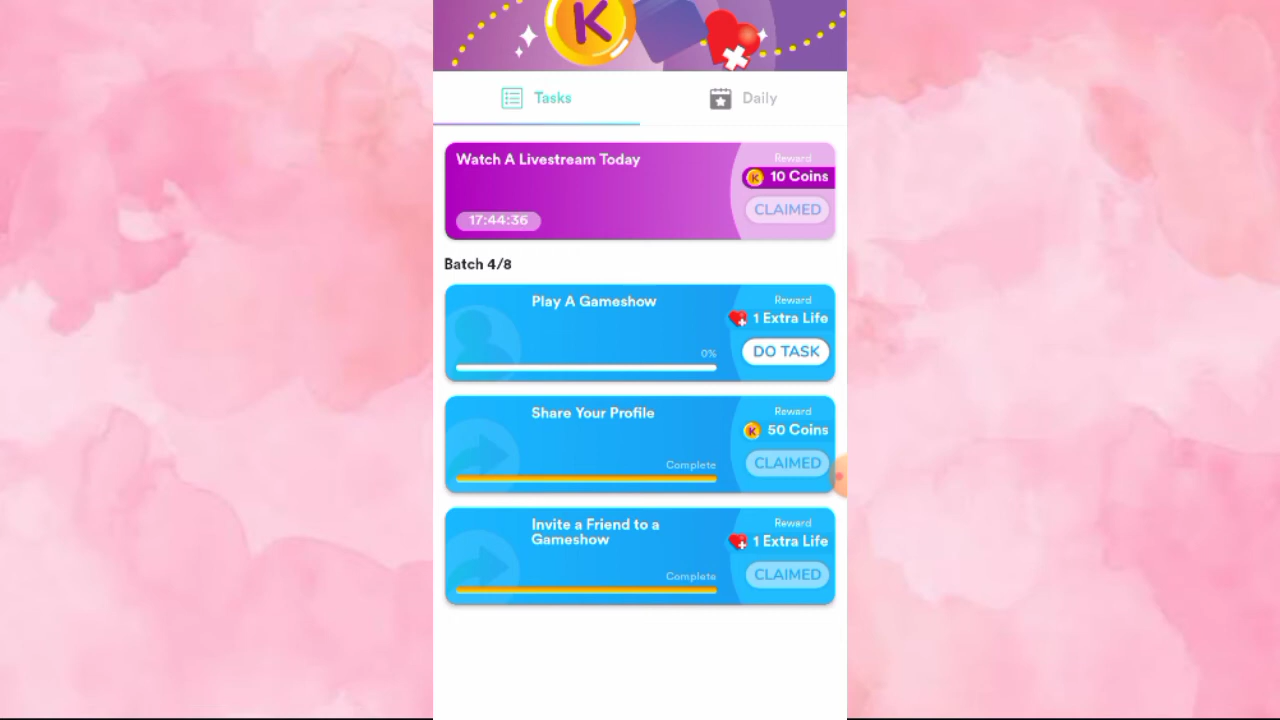 K
Tasks
Daily
Watch A Livestream Today
Reward
K 10 Coins
CLAIMED
17:44:36
Batch 4/8
Play A Gameshow
Reward
1 Extra Life
0%
DO TASK
Share Your Profile
Reward
K 50 Coins
Complete
CLAIMED
Invite a Friend to a
Gameshow
Reward
1 Extra Life
Complete
CLAIMED